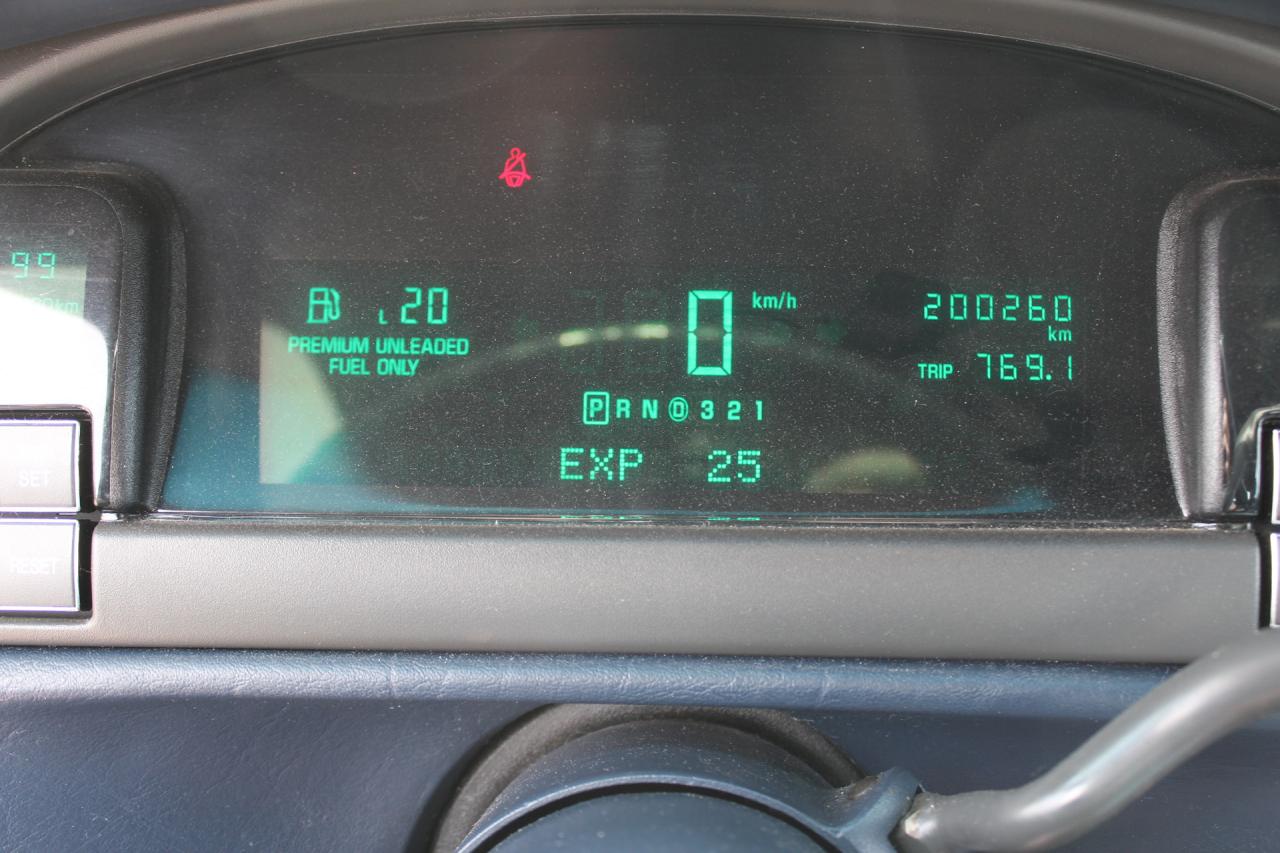 99
km
L 20
PREMIUM UNLEADED
FUEL ONLY
0 km/h
200260
km
TRIP 769.1
P R N D 3 2 1
EXP 25
SET
RESET